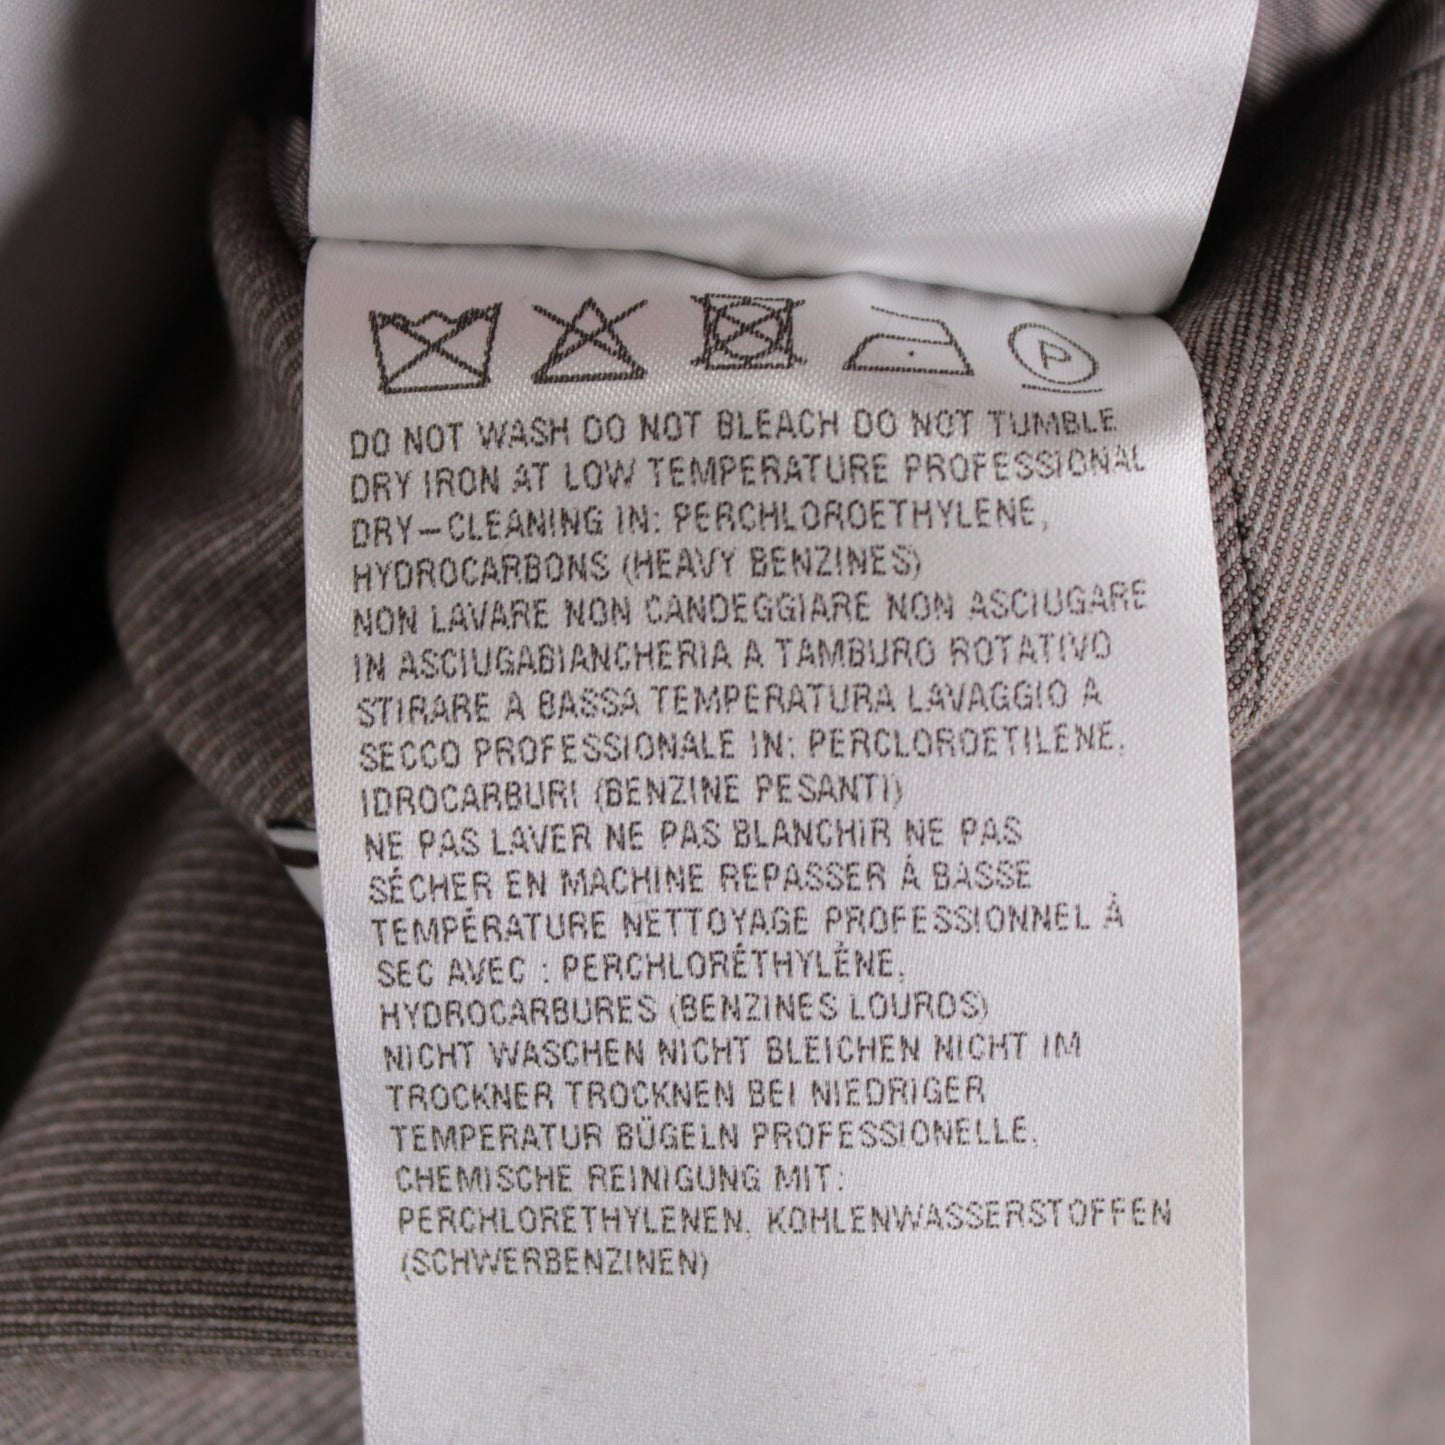 P
DO NOT WASH DO NOT BLEACH DO NOT TUMBLE
DRY IRON AT LOW TEMPERATURE PROFESSIONAL
DRY-CLEANING IN: PERCHLOROETHYLENE,
HYDROCARBONS (HEAVY BENZINES)
NON LAVARE NON CANDEGGIARE NON ASCIUGARE
IN ASCIUGABIANCHERIA A TAMBURO ROTATIVO
STIRARE A BASSA TEMPERATURA LAVAGGIO A
SECCO PROFESSIONALE IN: PERCLOROETILENE,
IDROCARBURI (BENZINE PESANTI)
NE PAS LAVER NE PAS BLANCHIR NE PAS
SÉCHER EN MACHINE REPASSER À BASSE
TEMPÉRATURE NETTOYAGE PROFESSIONNEL À
SEC AVEC : PERCHLORÉTHYLÈNE,
HYDROCARBURES (BENZINES LOURDS)
NICHT WASCHEN NICHT BLEICHEN NICHT IM
TROCKNER TROCKNEN BEI NIEDRIGER
TEMPERATUR BÜGELN PROFESSIONELLE,
CHEMISCHE REINIGUNG MIT:
PERCHLORETHYLENEN, KOHLENWASSERSTOFFEN
(SCHWERBENZINEN)